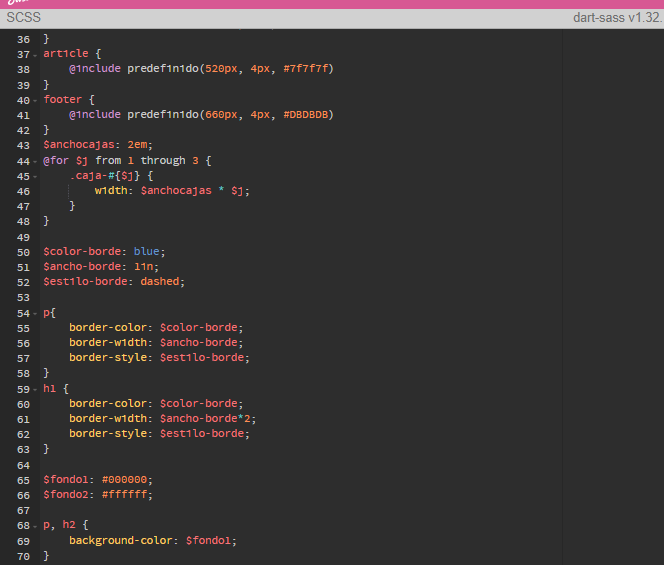 SCSS dart-sass v1.32.
36 }
37 article {
38 @include predefinido(520px, 4px, #7f7f7f)
39 }
40 footer {
41 @include predefinido(660px, 4px, #DBDBDB)
42 }
43 $anchocajas: 2em;
44 @for $j from 1 through 3 {
45 .caja-#{$j} {
46 width: $anchocajas * $j;
47 }
48 }
49
50 $color-borde: blue;
51 $ancho-borde: 1in;
52 $estilo-borde: dashed;
53
54 p{
55 border-color: $color-borde;
56 border-width: $ancho-borde;
57 border-style: $estilo-borde;
58 }
59 h1 {
60 border-color: $color-borde;
61 border-width: $ancho-borde*2;
62 border-style: $estilo-borde;
63 }
64
65 $fondo1: #000000;
66 $fondo2: #ffffff;
67
68 p, h2 {
69 background-color: $fondo1;
70 }